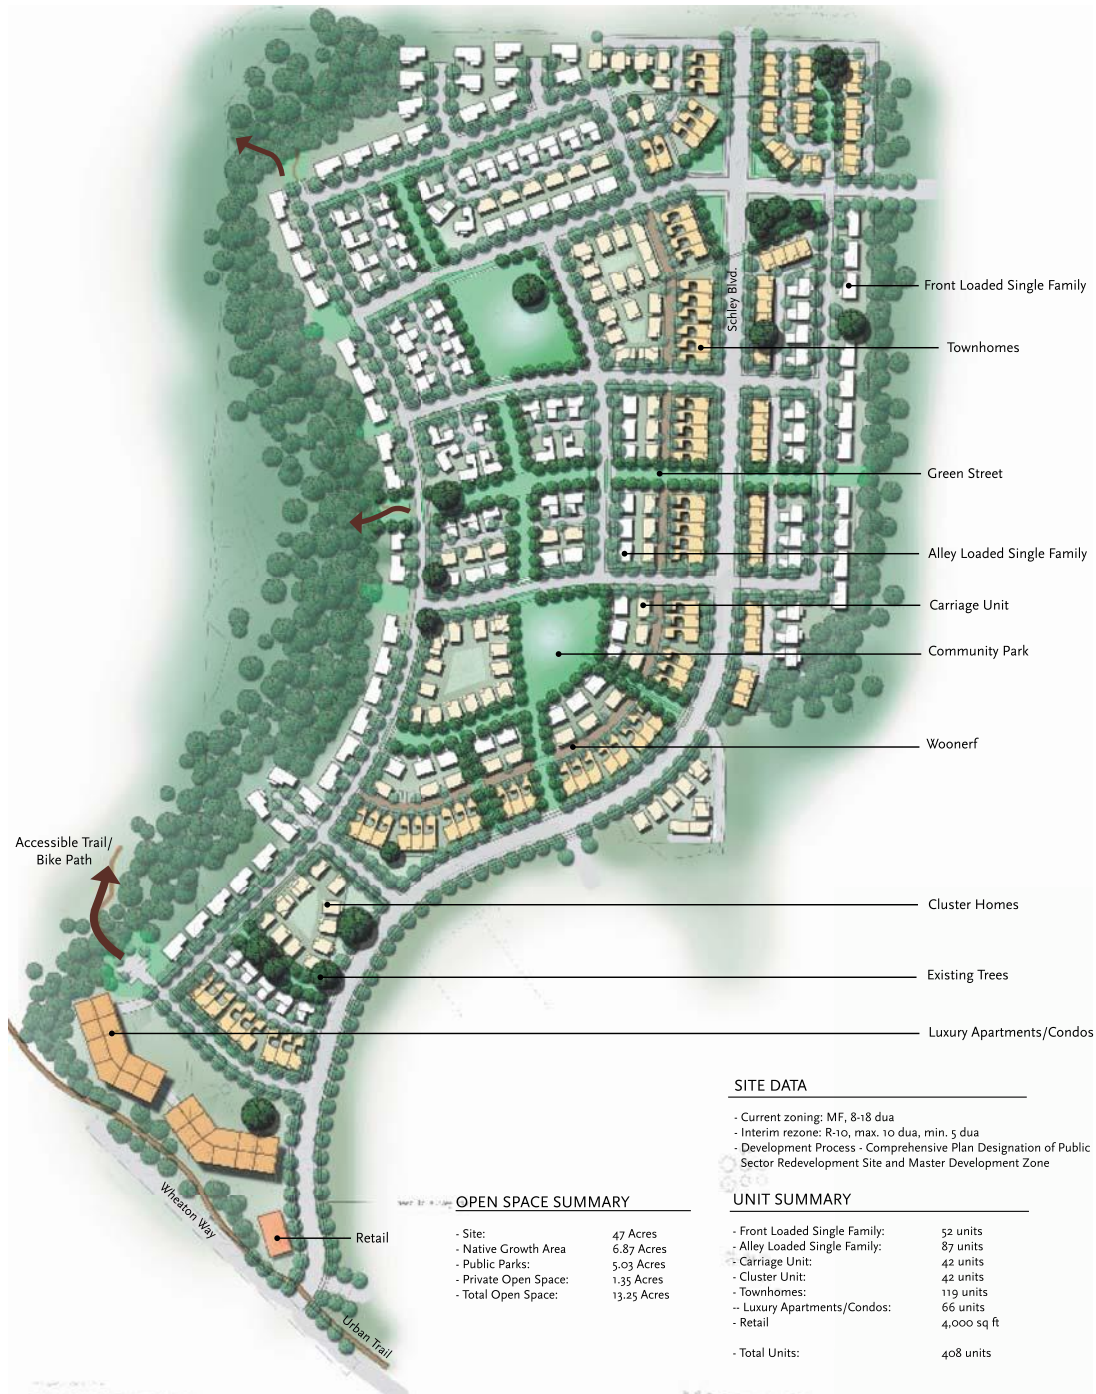 Schley Blvd.
Front Loaded Single Family
Townhomes
Green Street
Alley Loaded Single Family
Carriage Unit
Community Park
Woonerf
Accessible Trail/
Bike Path
Cluster Homes
Existing Trees
Luxury Apartments/Condos
Wheaton Way
Retail
Urban Trail
SITE DATA
- Current zoning: MF, 8-18 dua
- Interim rezone: R-10, max. 10 dua, min. 5 dua
- Development Process - Comprehensive Plan Designation of Public
Sector Redevelopment Site and Master Development Zone
OPEN SPACE SUMMARY
- Site: 47 Acres
- Native Growth Area 6.87 Acres
- Public Parks: 5.03 Acres
- Private Open Space: 1.35 Acres
- Total Open Space: 13.25 Acres
UNIT SUMMARY
- Front Loaded Single Family: 52 units
- Alley Loaded Single Family: 87 units
- Carriage Unit: 42 units
- Cluster Unit: 42 units
- Townhomes: 119 units
-- Luxury Apartments/Condos: 66 units
- Retail 4,000 sq ft
- Total Units: 408 units